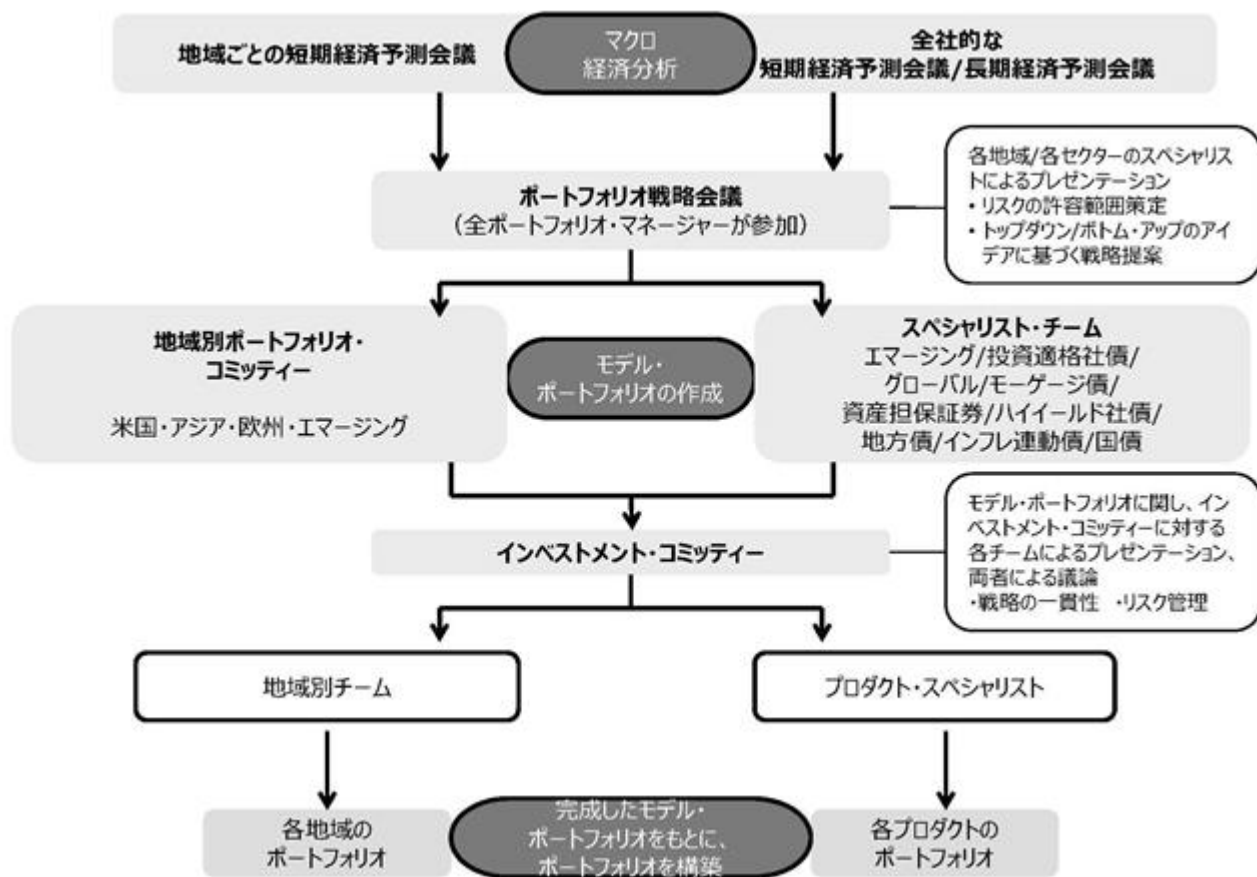 地域ごとの短期経済予測会議
マクロ
経済分析
全社的な
短期経済予測会議/長期経済予測会議
ポートフォリオ戦略会議
（全ポートフォリオ・マネージャーが参加）
各地域/各セクターのスペシャリス
トによるプレゼンテーション
・リスクの許容範囲策定
・トップダウン/ボトム・アップのアイ
デアに基づく戦略提案
地域別ポートフォリオ・
コミッティー
米国・アジア・欧州・エマージング
モデル・
ポートフォリオの作成
スペシャリスト・チーム
エマージング/投資適格社債/
グローバル/モーゲージ債/
資産担保証券/ハイイールド社債/
地方債/インフレ連動債/国債
インベストメント・コミッティー
モデル・ポートフォリオに関し、イン
ベストメント・コミッティーに対する
各チームによるプレゼンテーション、
両者による議論
・戦略の一貫性 ・リスク管理
地域別チーム
プロダクト・スペシャリスト
各地域の
ポートフォリオ
完成したモデル・
ポートフォリオをもとに、
ポートフォリオを構築
各プロダクトの
ポートフォリオ